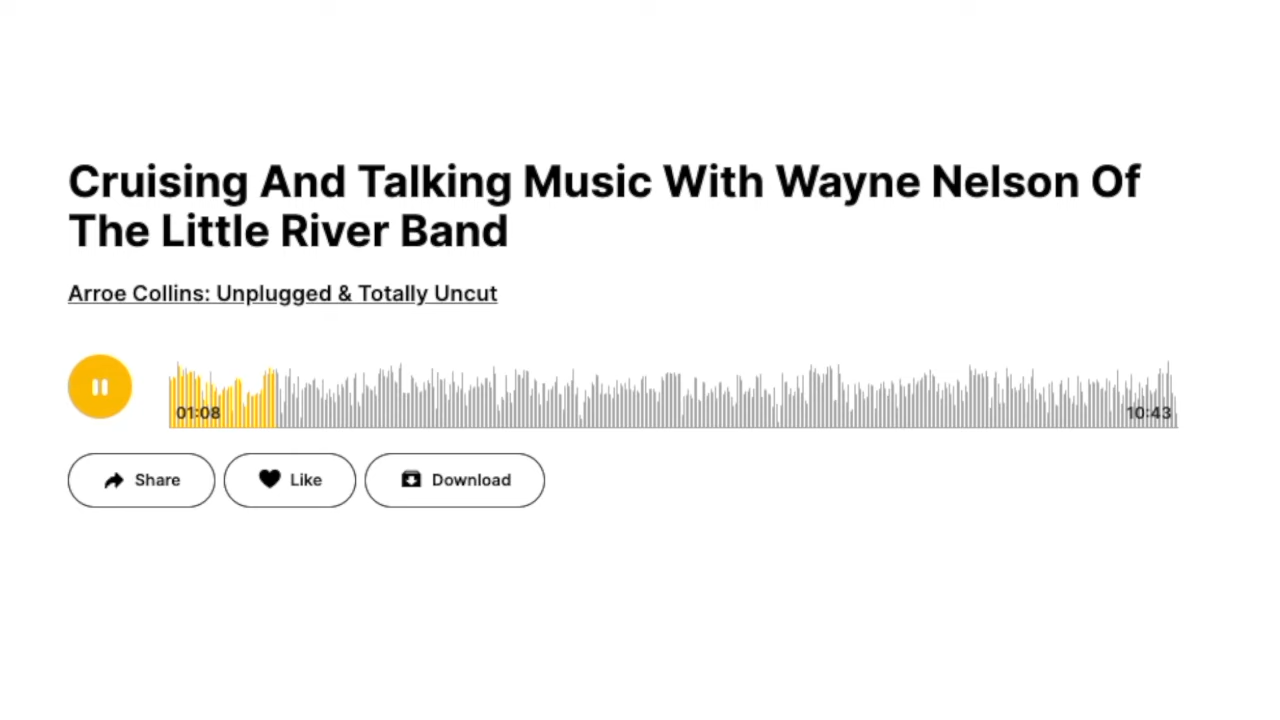 Cruising And Talking Music With Wayne Nelson Of
The Little River Band
Arroe Collins: Unplugged & Totally Uncut
01:08
10:43
Share
Like
Download